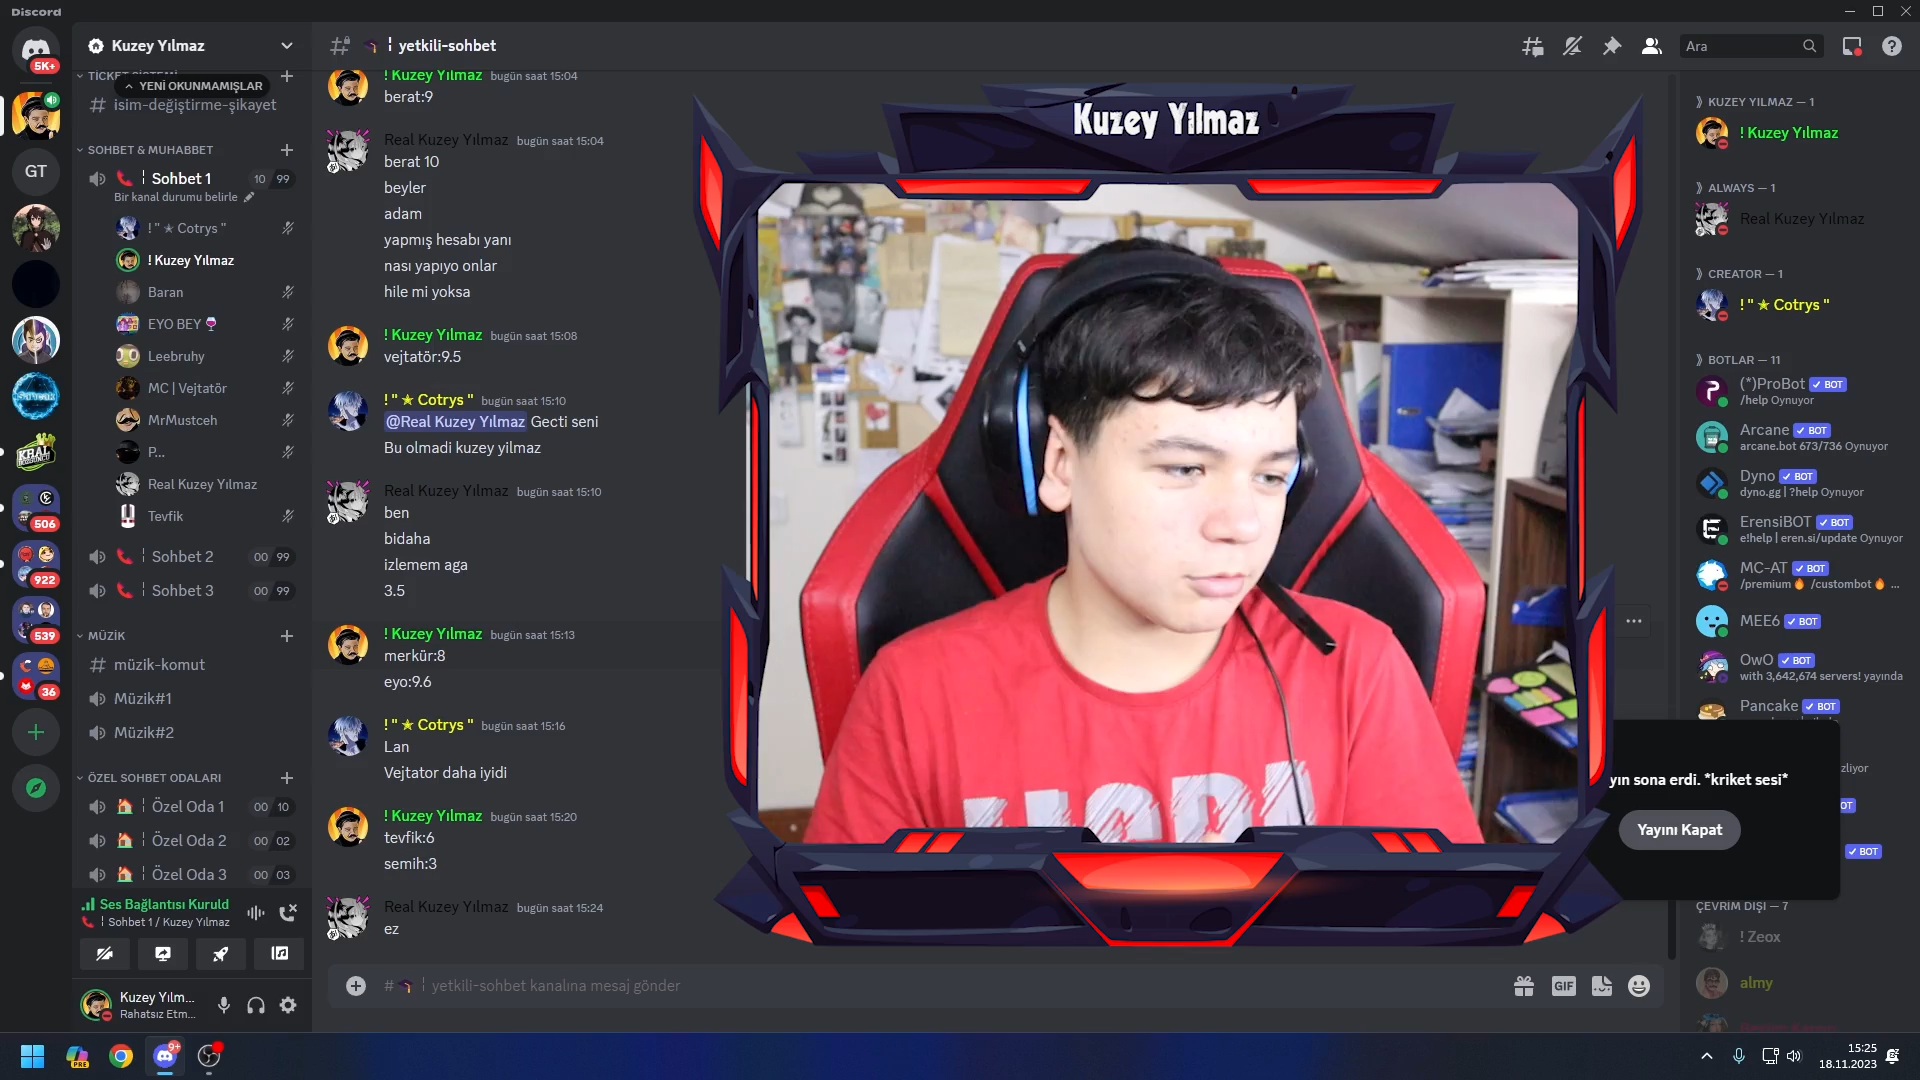 Discord
5K+
GT
506
922
539
36
Kuzey Yılmaz
YENİ OKUNMAMIŞLAR
isim-değiştirme-şikayet
SOHBET & MUHABBET
Sohbet 1 10 99
Bir kanal durumu belirle
! " ★ Cotrys "
! Kuzey Yılmaz
Baran
EYO BEY🍷
Leebruhy
MC | Vejtatör
MrMustceh
P...
Real Kuzey Yılmaz
Tevfik
Sohbet 2 00 99
Sohbet 3 00 99
MÜZİK
müzik-komut
Müzik#1
Müzik#2
ÖZEL SOHBET ODALARI
Özel Oda 1 00 10
Özel Oda 2 00 02
Özel Oda 3 00 03
Ses Bağlantısı Kuruld
Sohbet 1 / Kuzey Yılmaz
Kuzey Yılm...
Rahatsız Etm...
yetkili-sohbet
Ara
! Kuzey Yılmaz bugün saat 15:04
berat:9
Real Kuzey Yılmaz bugün saat 15:04
berat 10
beyler
adam
yapmış hesabı yanı
nası yapıyo onlar
hile mi yoksa
! Kuzey Yılmaz bugün saat 15:08
vejtatör:9.5
! " ★ Cotrys " bugün saat 15:10
@Real Kuzey Yılmaz Gecti seni
Bu olmadi kuzey yilmaz
Real Kuzey Yılmaz bugün saat 15:10
ben
bidaha
izlemem aga
3.5
! Kuzey Yılmaz bugün saat 15:13
merkür:8
eyo:9.6
! " ★ Cotrys " bugün saat 15:16
Lan
Vejtator daha iyidi
! Kuzey Yılmaz bugün saat 15:20
tevfik:6
semih:3
Real Kuzey Yılmaz bugün saat 15:24
ez
# yetkili-sohbet kanalına mesaj gönder
GIF
Kuzey Yılmaz
KUZEY YILMAZ — 1
! Kuzey Yılmaz
ALWAYS — 1
Real Kuzey Yılmaz
CREATOR — 1
! " ★ Cotrys "
BOTLAR — 11
(*)ProBot ✓ BOT
/help Oynuyor
Arcane ✓ BOT
arcane.bot 673/736 Oynuyor
Dyno ✓ BOT
dyno.gg | ?help Oynuyor
ErensiBOT ✓ BOT
e!help | eren.si/update Oynuyor
MC-AT ✓ BOT
/premium🔥 /custombot🔥 ...
MEE6 ✓ BOT
OwO ✓ BOT
with 3,642,674 servers! yayında
Pancake ✓ BOT
zliyor
yın sona erdi. *kriket sesi*
OT
Yayını Kapat
✓ BOT
ÇEVRİM DIŞI — 7
! Zeox
almy
PRE
9+
15:25
18.11.2023